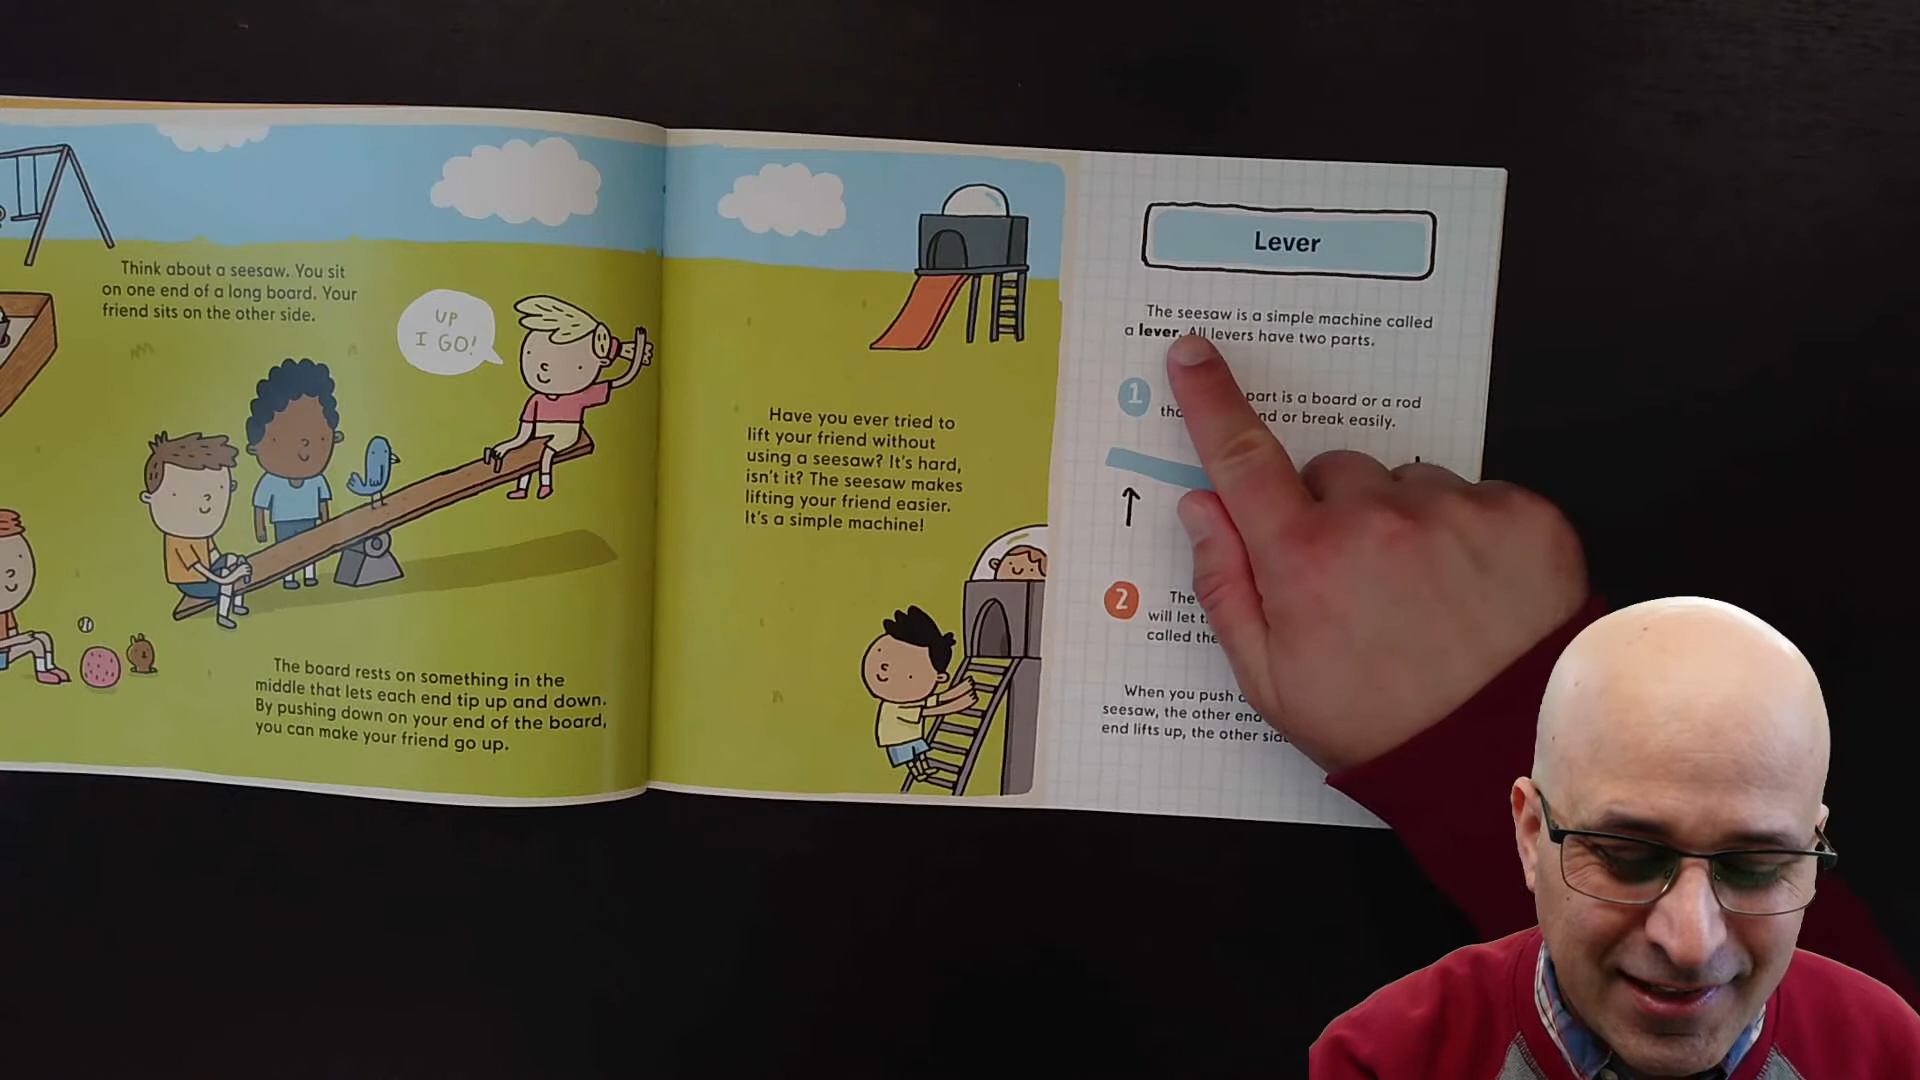 Think about a seesaw. You sit
on one end of a long board. Your
friend sits on the other side.
UP
I GO!
The board rests on something in the
middle that lets each end tip up and down.
By pushing down on your end of the board,
you can make your friend go up.
Have you ever tried to
lift your friend without
using a seesaw? It's hard,
isn't it? The seesaw makes
lifting your friend easier.
It's a simple machine!
Lever
The seesaw is a simple machine called
a lever. All levers have two parts.
1
part is a board or a rod
or break easily.
2
The
will let
called the
When you push
seesaw, the other end
end lifts up, the other